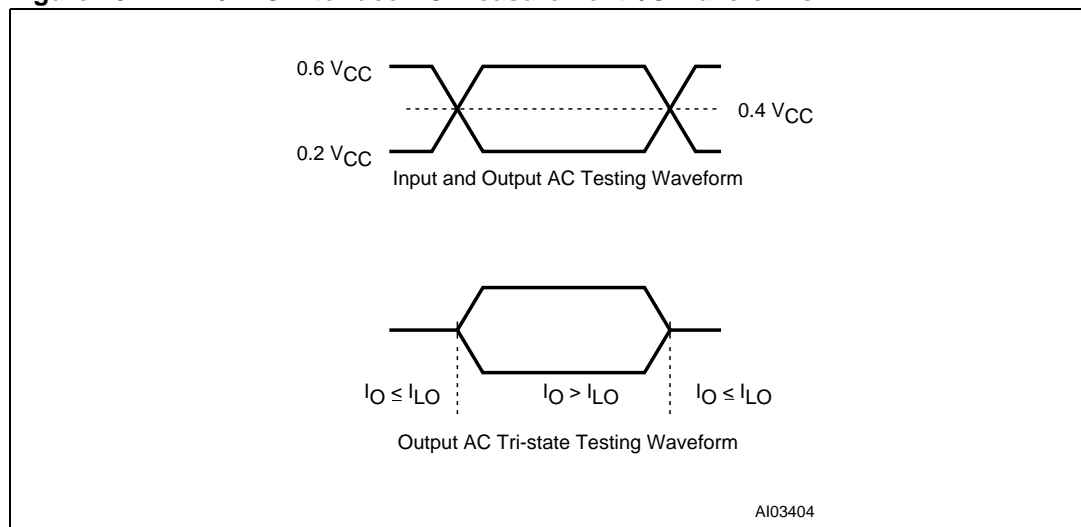 0.6 VCC
0.4 VCC
0.2 VCC
Input and Output AC Testing Waveform
IO ≤ ILO IO > ILO IO ≤ ILO
Output AC Tri-state Testing Waveform
AI03404